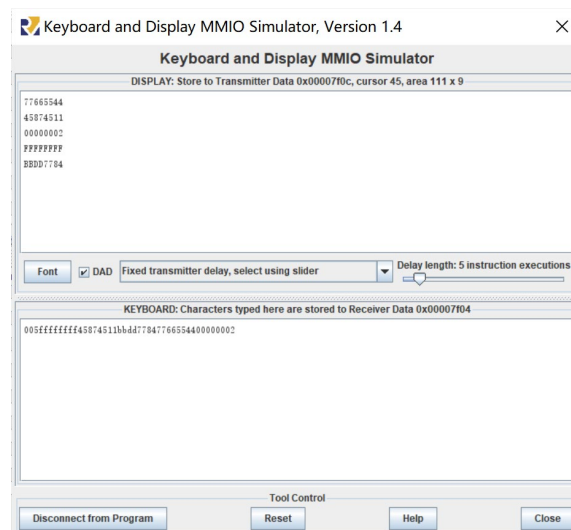 Keyboard and Display MMIO Simulator, Version 1.4
Keyboard and Display MMIO Simulator
DISPLAY: Store to Transmitter Data 0x00007f0c, cursor 45, area 111 x 9
77665544
45874511
00000002
FFFFFFFF
BBDD7784
Font
DAD
Fixed transmitter delay, select using slider
Delay length: 5 instruction executions
KEYBOARD: Characters typed here are stored to Receiver Data 0x00007f04
005ffffffff45874511bbdd77847766554400000002
Tool Control
Disconnect from Program
Reset
Help
Close